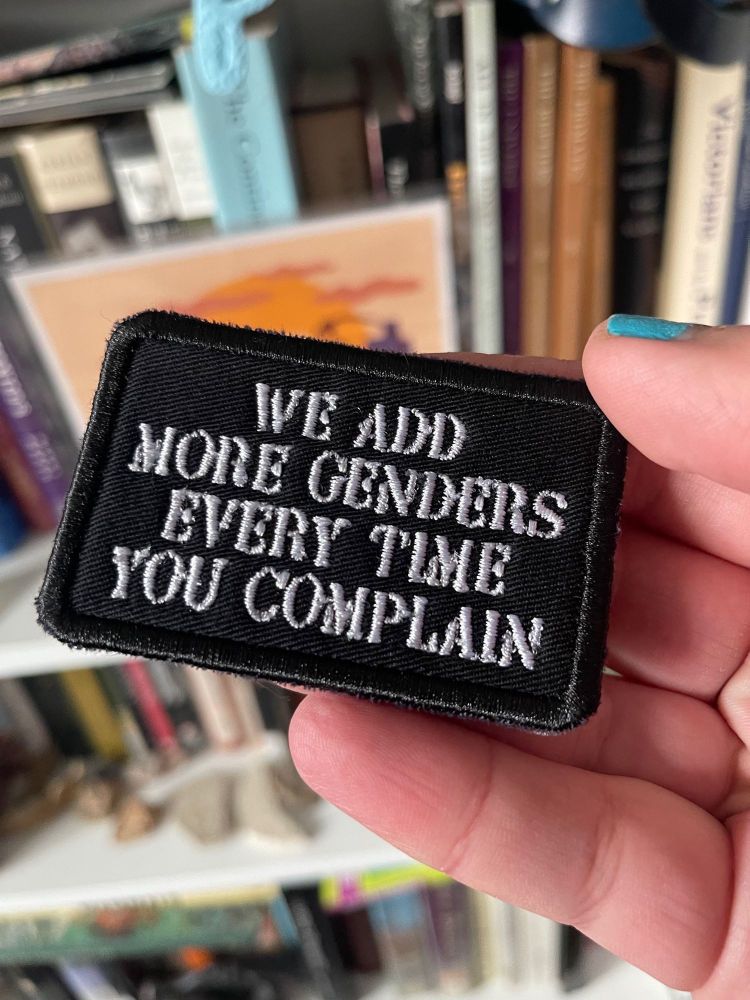 WE ADD
MORE GENDERS
EVERY TIME
YOU COMPLAIN